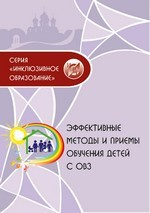 СЕРИЯ
«ИНКЛЮЗИВНОЕ
ОБРАЗОВАНИЕ»
ЭФФЕКТИВНЫЕ
МЕТОДЫ И ПРИЕМЫ
ОБУЧЕНИЯ ДЕТЕЙ
С ОВЗ